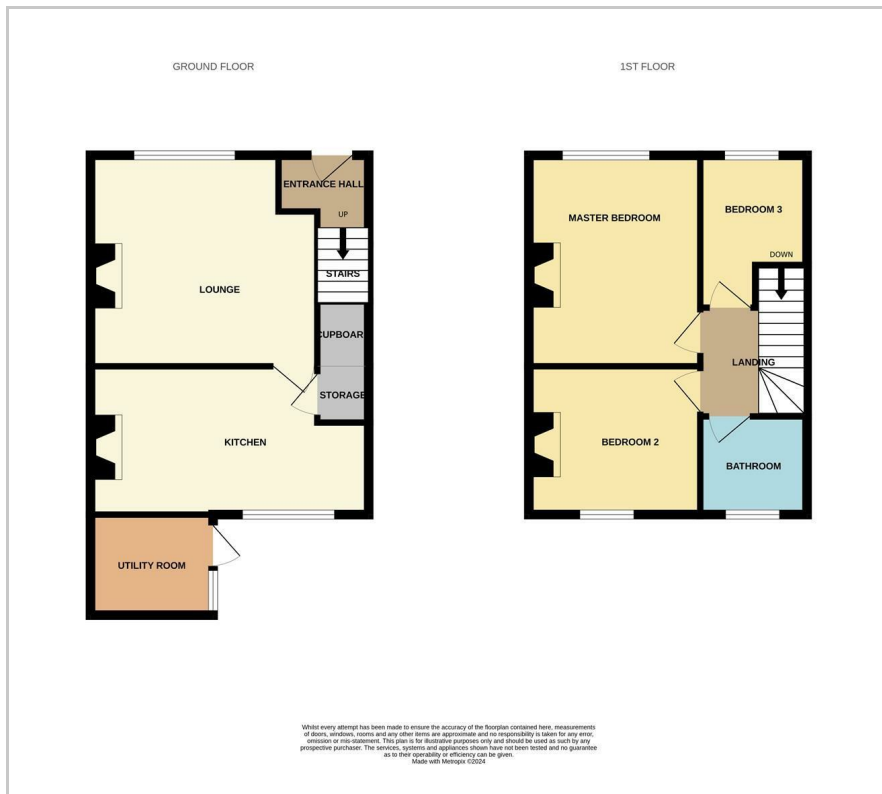 GROUND FLOOR
ENTRANCE HALL
UP
STAIRS
LOUNGE
CUPBOARD
STORAGE
KITCHEN
UTILITY ROOM
1ST FLOOR
MASTER BEDROOM
BEDROOM 3
DOWN
LANDING
BEDROOM 2
BATHROOM
Whilst every attempt has been made to ensure the accuracy of the floorplan contained here, measurements
of doors, windows, rooms and any other items are approximate and no responsibility is taken for any error,
omission or mis-statement. This plan is for illustrative purposes only and should be used as such by any
prospective purchaser. The services, systems and appliances shown have not been tested and no guarantee
as to their operability or efficiency can be given.
Made with Metropix ©2024